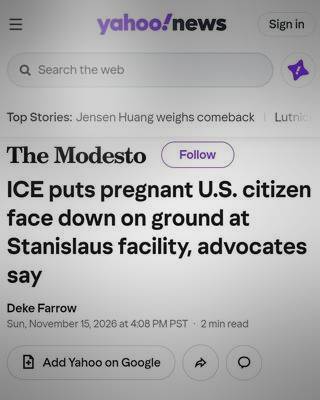 yahoo!news
Sign in
Search the web
Top Stories: Jensen Huang weighs comeback
The Modesto
Follow
ICE puts pregnant U.S. citizen
face down on ground at
Stanislaus facility, advocates
say
Deke Farrow
Sun, November 15, 2026 at 4:08 PM PST · 2 min read
Add Yahoo on Google